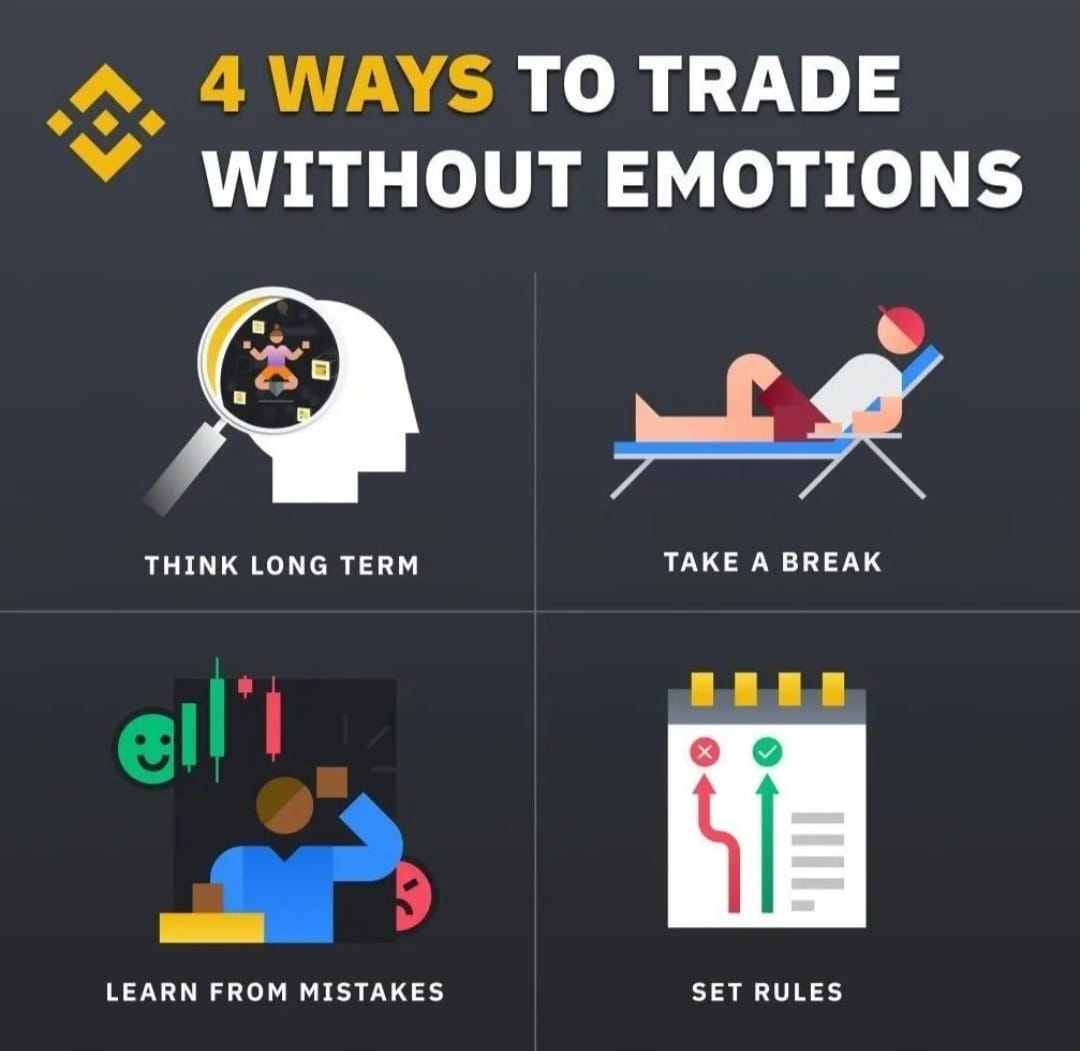 4 WAYS TO TRADE
WITHOUT EMOTIONS
THINK LONG TERM
TAKE A BREAK
LEARN FROM MISTAKES
SET RULES